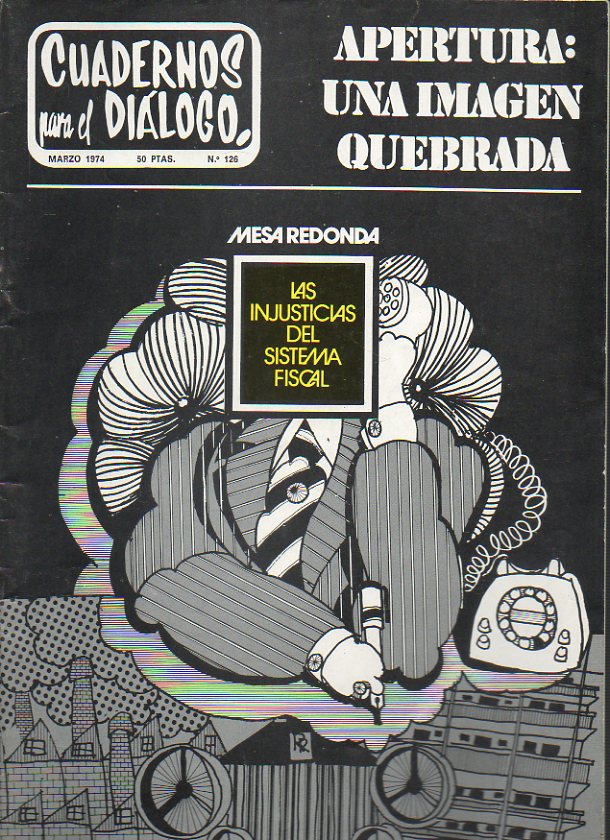 CUADERNOS
para el DIÁLOGO.
MARZO 1974 50 PTAS. N.º 126
APERTURA:
UNA IMAGEN
QUEBRADA
MESA REDONDA
LAS
INJUSTICIAS
DEL
SISTEMA
FISCAL